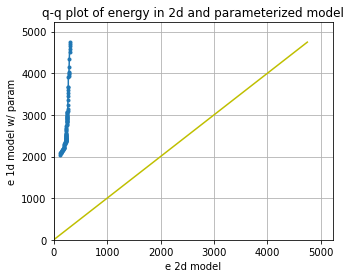 q-q plot of energy in 2d and parameterized model
5000
4000
3000
2000
1000
0
e 1d model w/ param
0 1000 2000 3000 4000 5000
e 2d model